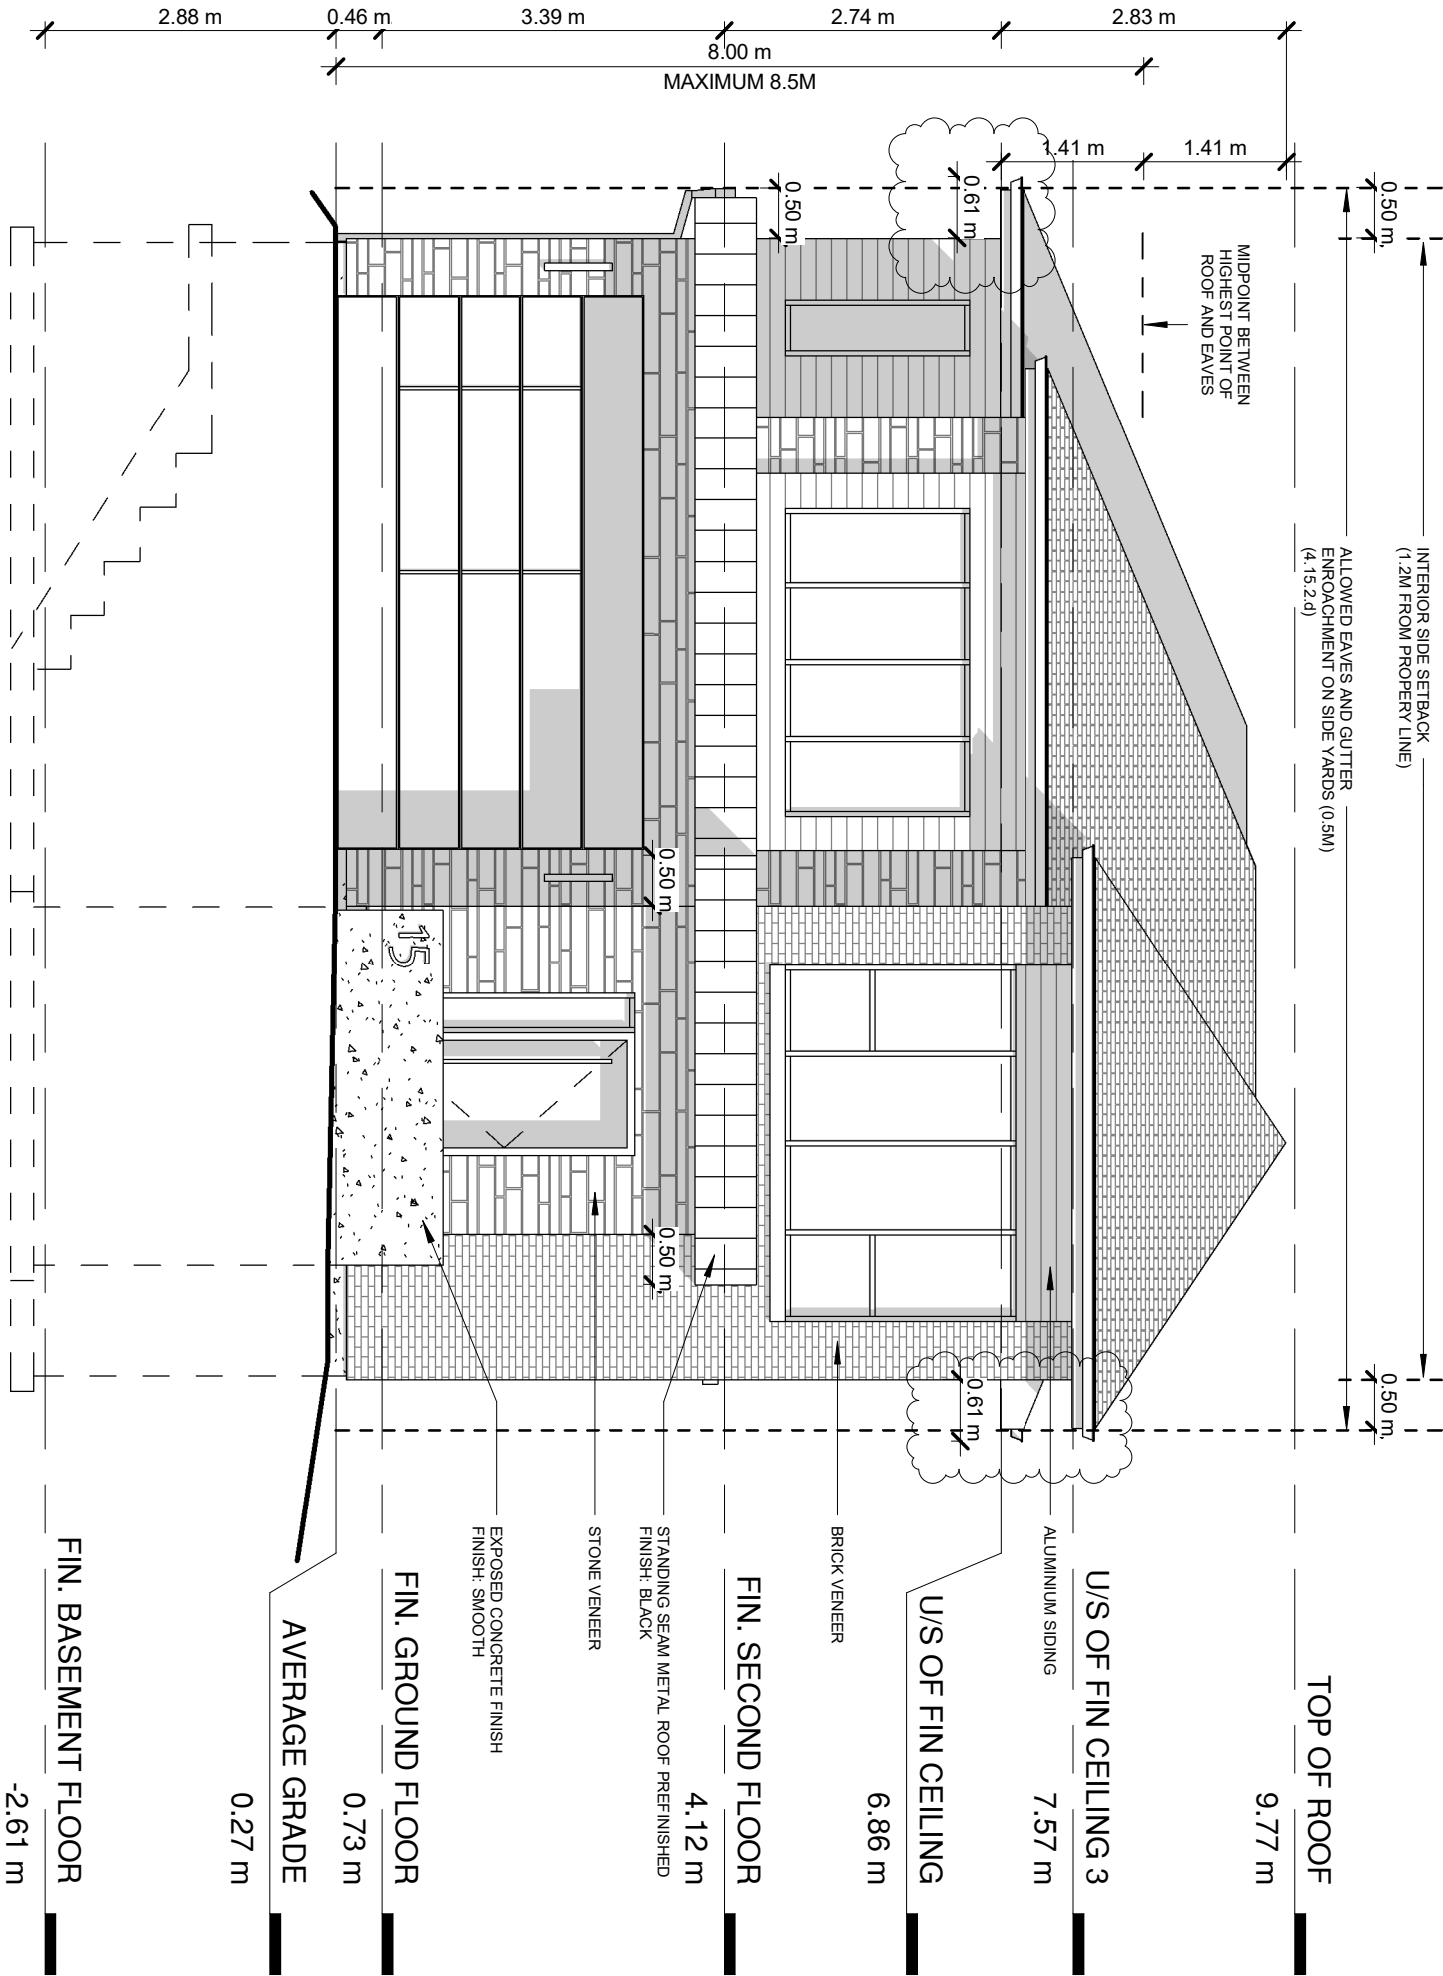 2.88 m
0.46 m
3.39 m
2.74 m
2.83 m
8.00 m
MAXIMUM 8.5M
1.41 m
1.41 m
0.50 m
0.61 m
0.50 m
MIDPOINT BETWEEN
HIGHEST POINT OF
ROOF AND EAVES
INTERIOR SIDE SETBACK
(1.2M FROM PROPERTY LINE)
ALLOWED EAVES AND GUTTER
ENROACHMENT ON SIDE YARDS (0.5M)
(4.15.2.d)
0.50 m
15
0.50 m
0.61 m
0.50 m
ALUMINIUM SIDING
BRICK VENEER
STANDING SEAM METAL ROOF PREFINISHED
FINISH: BLACK
STONE VENEER
EXPOSED CONCRETE FINISH
FINISH: SMOOTH
TOP OF ROOF
9.77 m
U/S OF FIN CEILING 3
7.57 m
U/S OF FIN CEILING
6.86 m
FIN. SECOND FLOOR
4.12 m
FIN. GROUND FLOOR
0.73 m
AVERAGE GRADE
0.27 m
FIN. BASEMENT FLOOR
-2.61 m